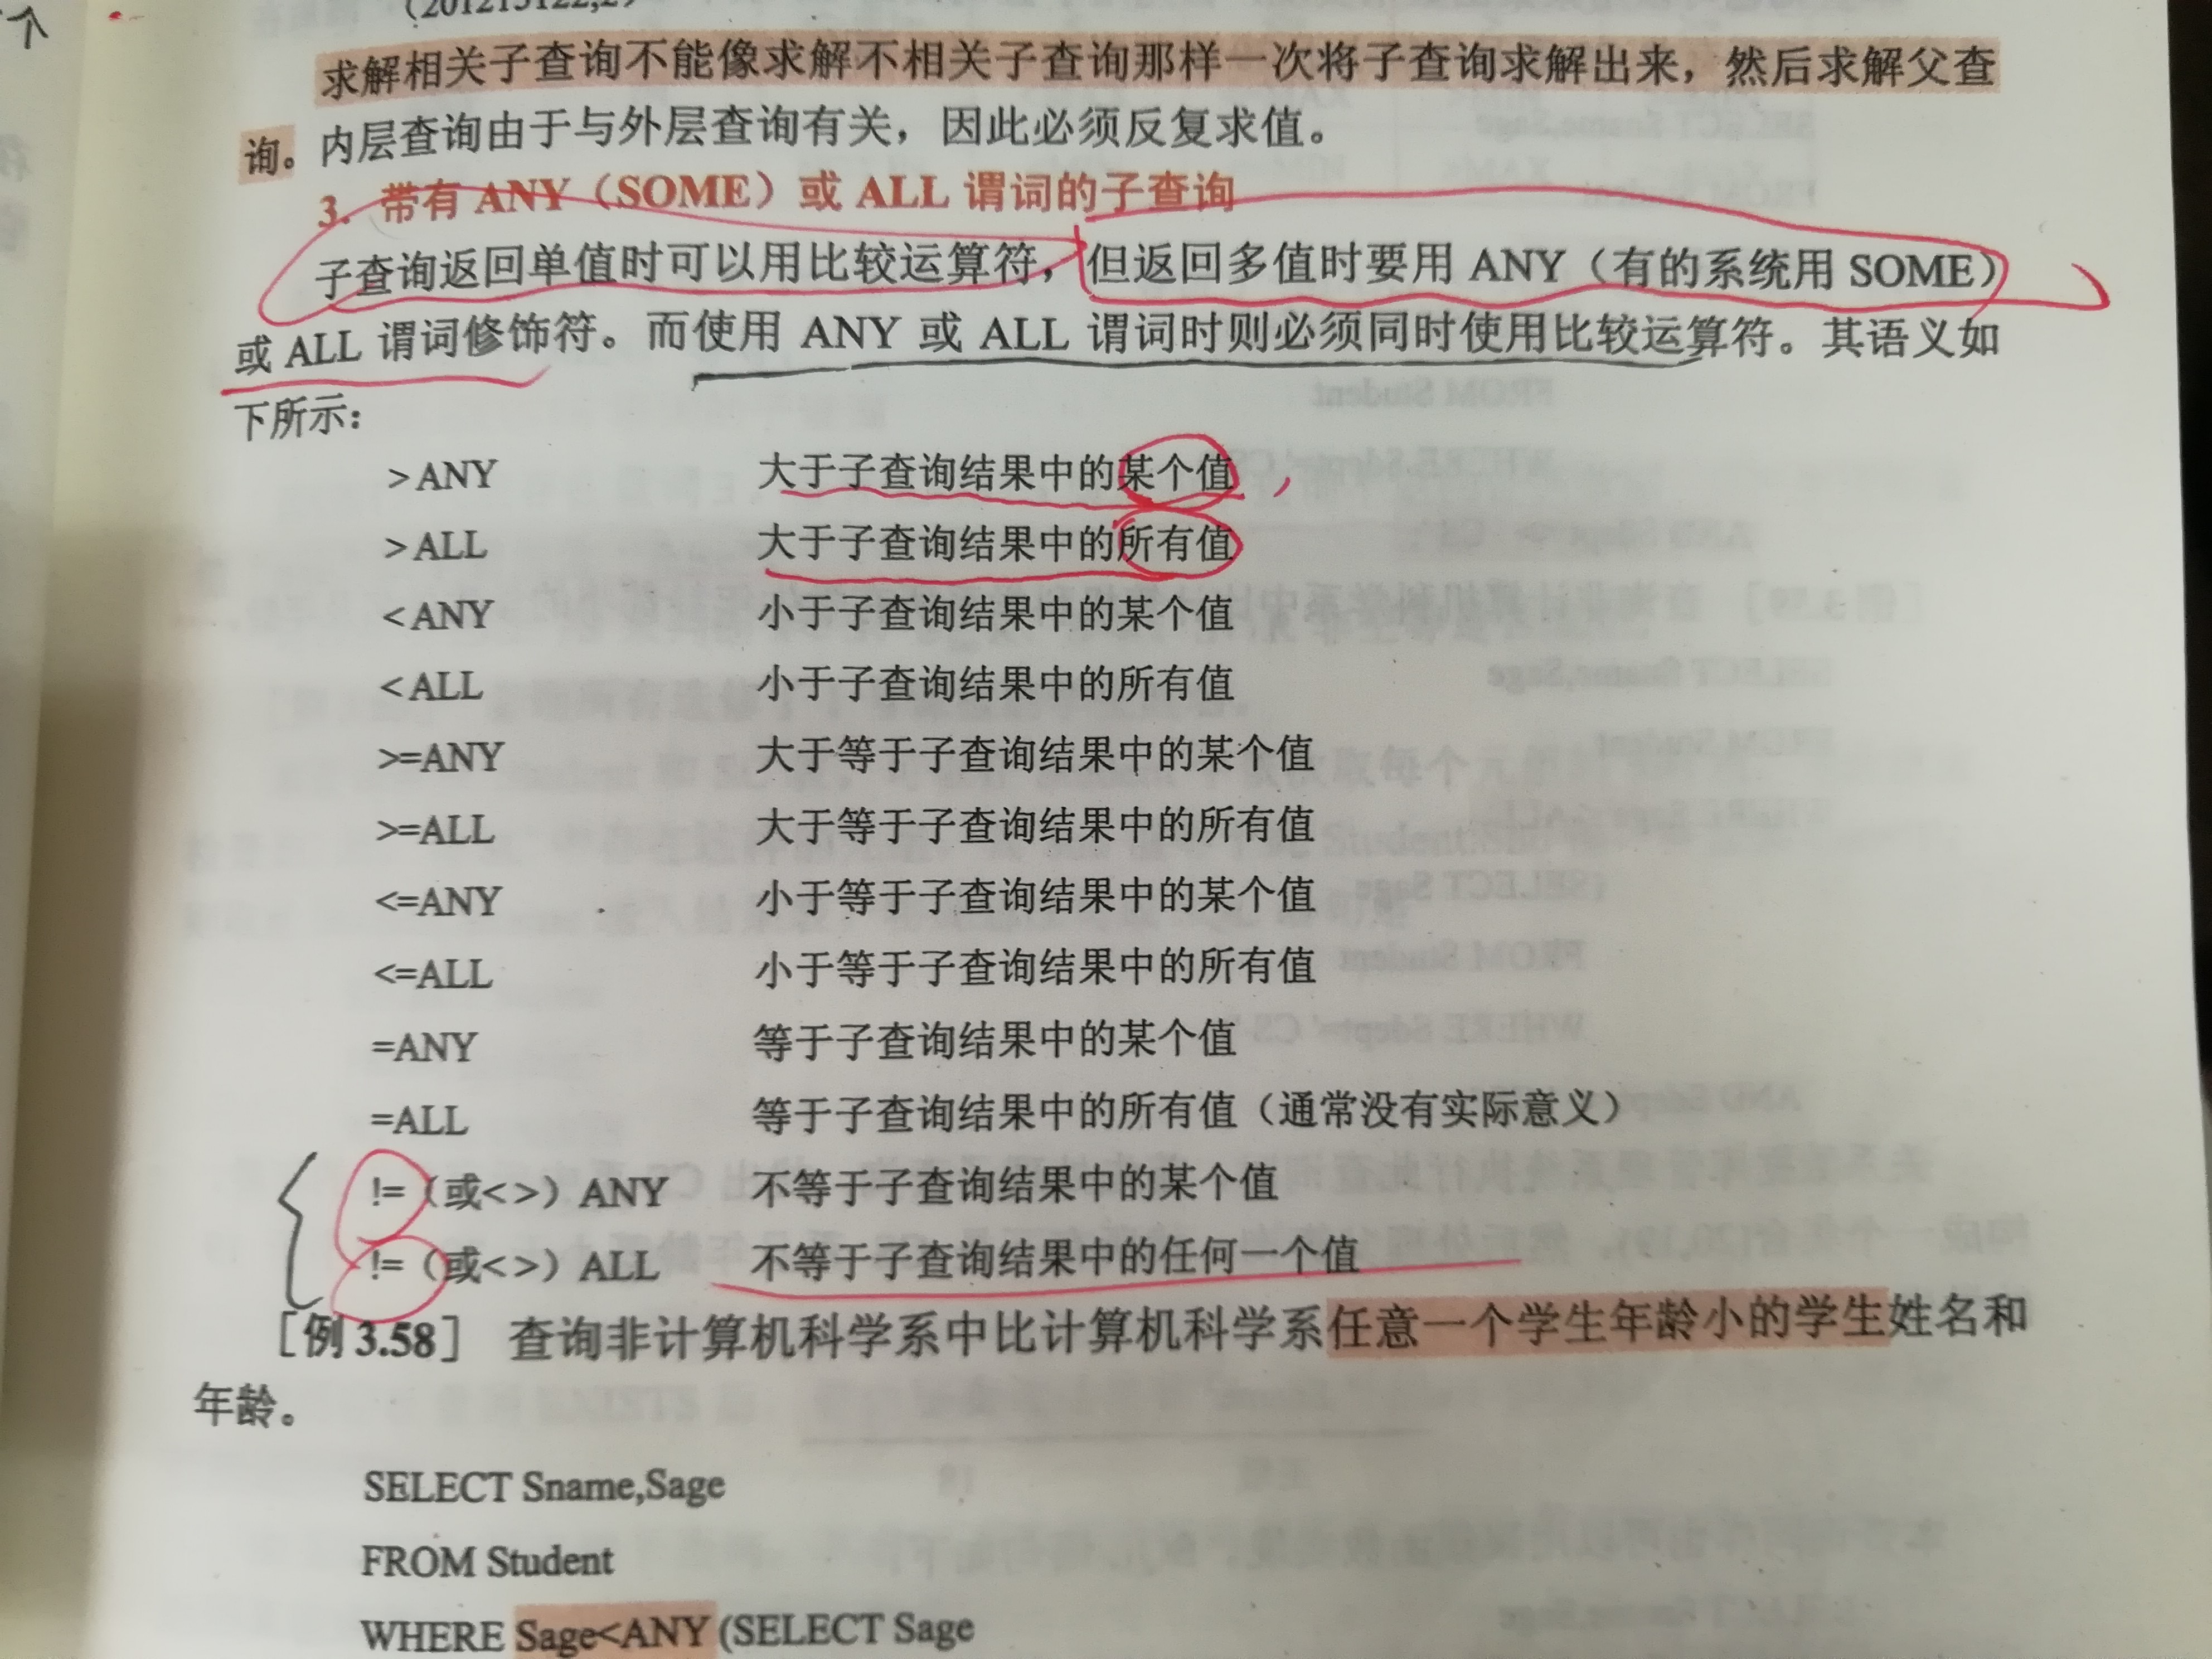 个
(201215122,2)
求解相关子查询不能像求解不相关子查询那样一次将子查询求解出来，然后求解父查
询。内层查询由于与外层查询有关，因此必须反复求值。
3. 带有 ANY（SOME）或 ALL 谓词的子查询
子查询返回单值时可以用比较运算符，但返回多值时要用 ANY（有的系统用 SOME）
或 ALL 谓词修饰符。而使用 ANY 或 ALL 谓词时则必须同时使用比较运算符。其语义如
下所示：
>ANY 大于子查询结果中的某个值
>ALL 大于子查询结果中的所有值
<ANY 小于子查询结果中的某个值
<ALL 小于子查询结果中的所有值
>=ANY 大于等于子查询结果中的某个值
>=ALL 大于等于子查询结果中的所有值
<=ANY 小于等于子查询结果中的某个值
<=ALL 小于等于子查询结果中的所有值
=ANY 等于子查询结果中的某个值
=ALL 等于子查询结果中的所有值（通常没有实际意义）
!=（或<>）ANY 不等于子查询结果中的某个值
!=（或<>）ALL 不等于子查询结果中的任何一个值
［例 3.58］ 查询非计算机科学系中比计算机科学系任意一个学生年龄小的学生姓名和
年龄。
SELECT Sname,Sage
FROM Student
WHERE Sage<ANY (SELECT Sage